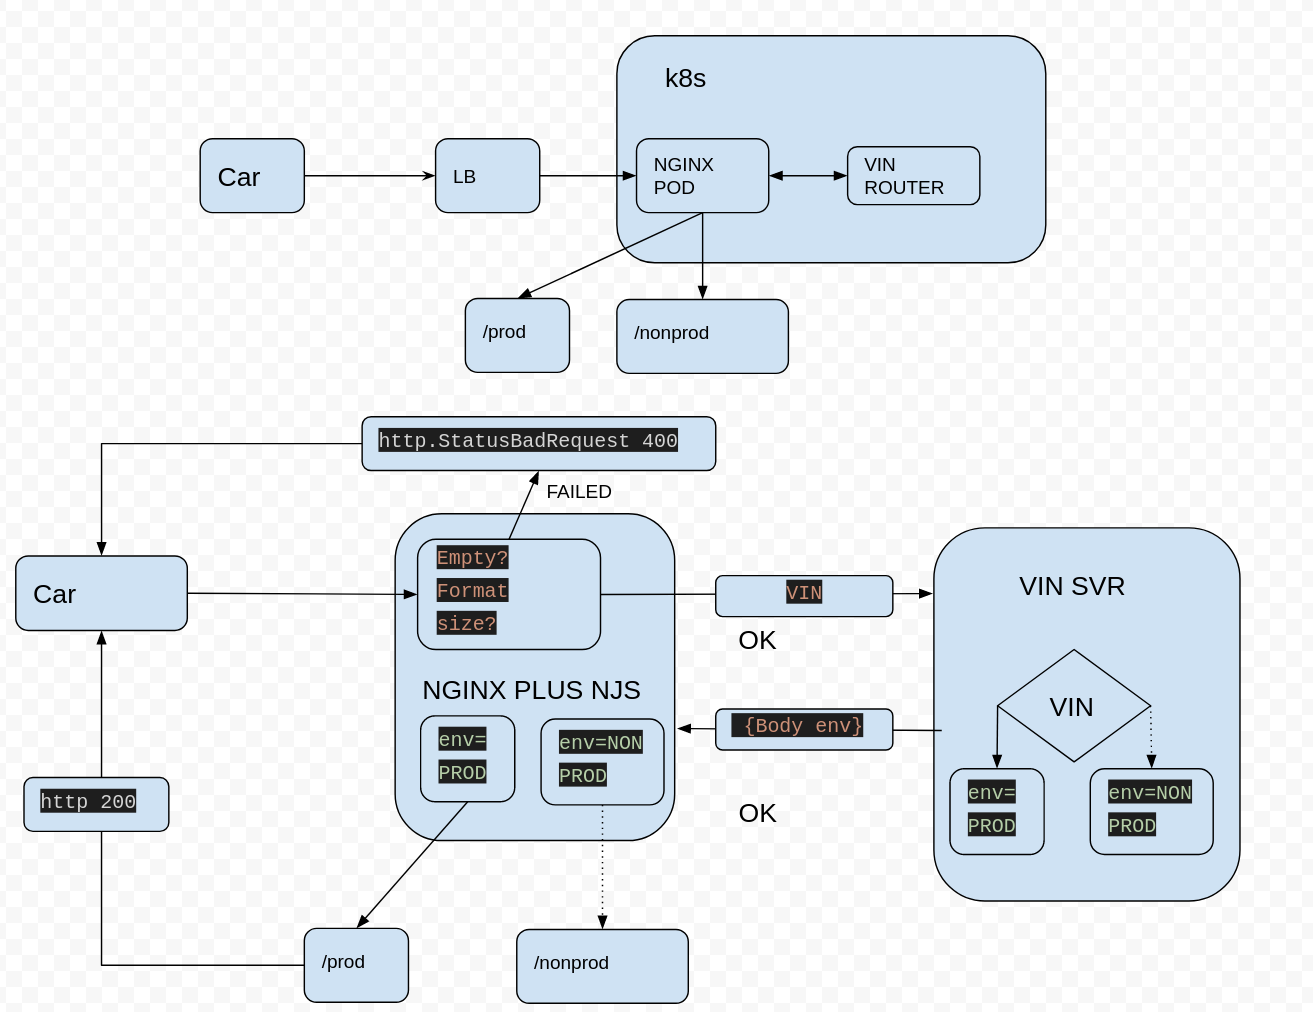 k8s
Car
LB
NGINX
POD
VIN
ROUTER
/prod
/nonprod
http.StatusBadRequest 400
FAILED
Empty?
Format
size?
Car
VIN
OK
VIN SVR
NGINX PLUS NJS
VIN
{Body env}
env=
PROD
env=NON
PROD
OK
env=
PROD
env=NON
PROD
http 200
/prod
/nonprod